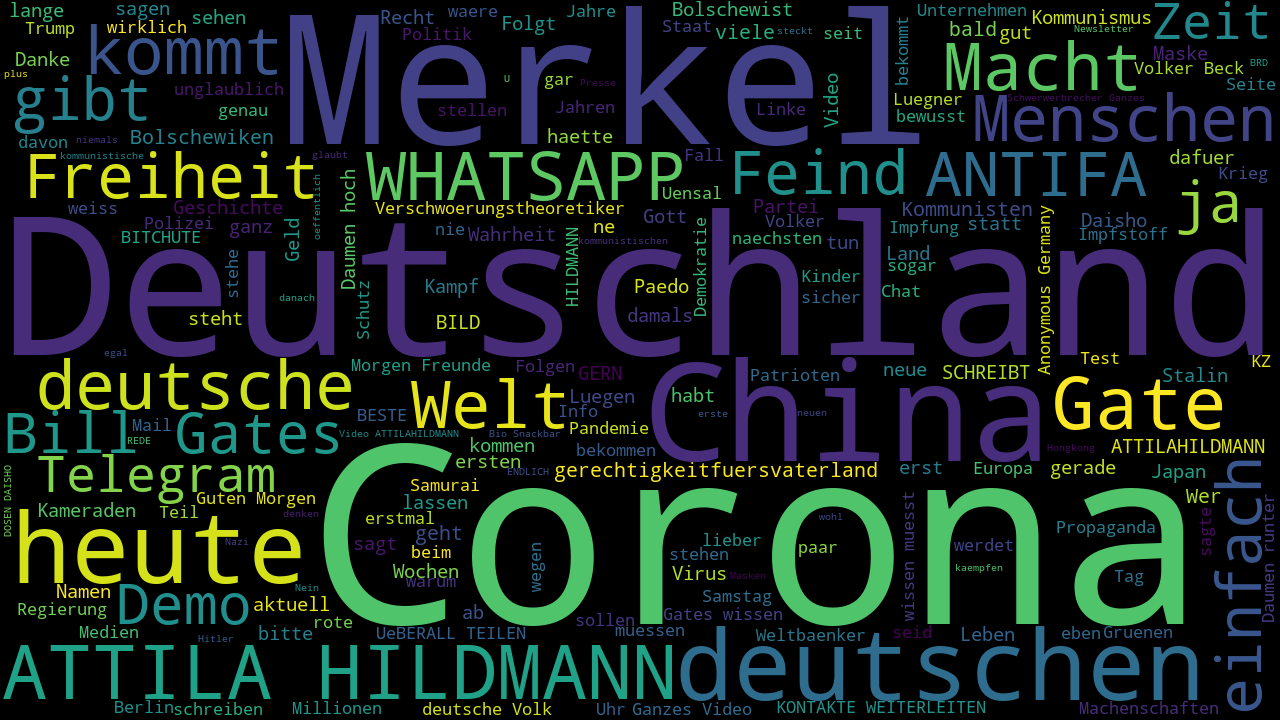 lange
sagen
sehen
Recht
waere
Folgt
Jahre
Bolschewist
Unternehmen
Kommunismus
Zeit
Trump
wirklich
Politik
Staat
viele
steckt
seit
bekommt
bald
gut
Newsletter
Merkel
kommt
Macht
Danke
plus
unglaublich
gar
U
Presse
Maske
Volker Beck
BRD
Seite
gibt
genau
stellen
Jahren
Linke
Video
Luegner
bewusst
Schwerwerbrecher Ganzes
Menschen
davon
niemals
Bolschewiken
haette
kommunistische
glaubt
Fall
dafuer
Krieg
Freiheit
WHATSAPP
Feind
ANTIFA
ja
Uensal
weiss
Geschichte
oeffentlich
Daumen hoch
Verschwoerungstheoretiker
Gott
Partei
Kommunisten
Polizei
ganz
Geld
nie
Wahrheit
ne
Demokratie
Volker
Impfung
statt
Daisho
Impfstoff
BITCHUTE
HILDMANN
kommunistischen
naechsten
tun
Land
sogar
Anonymous Germany
stehe
Deutschland
danach
Schutz
Kampf
Paedo
Kinder
sicher
Chat
steht
BILD
damals
egal
Morgen Freunde
Folgen
GERN
Patrioten
neue
SCHREIBT
Test
KZ
Stalin
deutsche
Welt
China
Gate
Luegen
habt
BESTE
Info
erste
neuen
Bill Gates
Mail
REDE
Video ATTILAHILDMANN
Bio Snackbar
Pandemie
kommen
bekommen
Hongkong
ATTILAHILDMANN
Telegram
ersten
ENDLICH
gerechtigkeitfuersvaterland
erst
Europa
gerade
Japan
DOSEN DAISHO
Guten Morgen
Samurai
lassen
Wer
Kameraden
Teil
denken
erstmal
wohl
Propaganda
sagte
einfach
heute
Corona
Nazi
sagt
geht
beim
wegen
lieber
stehen
paar
werdet
wissen muesst
Wochen
warum
Virus
Masken
kaempfen
Tag
Namen
Nein
Samstag
Daumen runter
Regierung
Demo
aktuell
rote
ab
sollen
Gates wissen
Medien
Hitler
bitte
UeBERALL TEILEN
muessen
Weltbaenker
seid
Leben
eben
Gruenen
ATTILA HILDMANN
deutschen
Berlin
schreiben
Millionen
deutsche Volk
Uhr
Ganzes Video
KONTAKTE WEITERLEITEN
Machenschaften